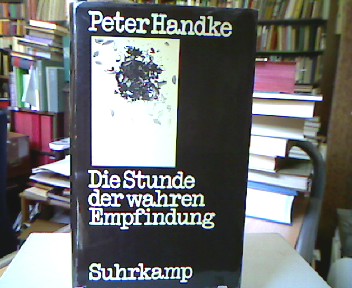 Peter Handke
Die Stunde
der wahren
Empfindung
Suhrkamp